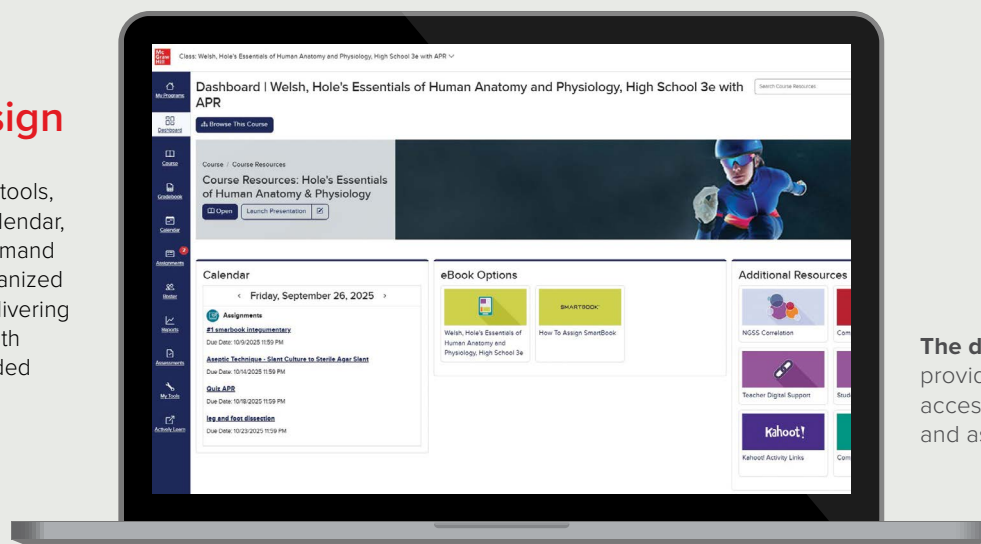 sign
tools,
lendar,
mand
anized
livering
th
ded
Mc
Graw
Hill
Class: Welsh, Hole's Essentials of Human Anatomy and Physiology, High School 3e with APR
My Programs
Dashboard
Course
Gradebook
Calendar
2
Assignments
Roster
Reports
Assessments
My Tools
Actively Learn
Dashboard | Welsh, Hole's Essentials of Human Anatomy and Physiology, High School 3e with
APR
Search Course Resources
Browse This Course
Course / Course Resources
Course Resources: Hole's Essentials
of Human Anatomy & Physiology
Open
Launch Presentation
Calendar
‹ Friday, September 26, 2025 ›
Assignments
#1 smarbook integumentary
Due Date: 10/9/2025 11:59 PM
Aseptic Technique - Slant Culture to Sterile Agar Slant
Due Date: 10/14/2025 11:59 PM
Quiz APR
Due Date: 10/18/2025 11:59 PM
leg and foot dissection
Due Date: 10/23/2025 11:59 PM
eBook Options
Welsh, Hole's Essentials of
Human Anatomy and
Physiology, High School 3e
SMARTBOOK
How To Assign SmartBook
Additional Resources
NGSS Correlation
Com
Teacher Digital Support
Stude
Kahoot!
Kahoot! Activity Links
Com
The d
provid
acces
and as